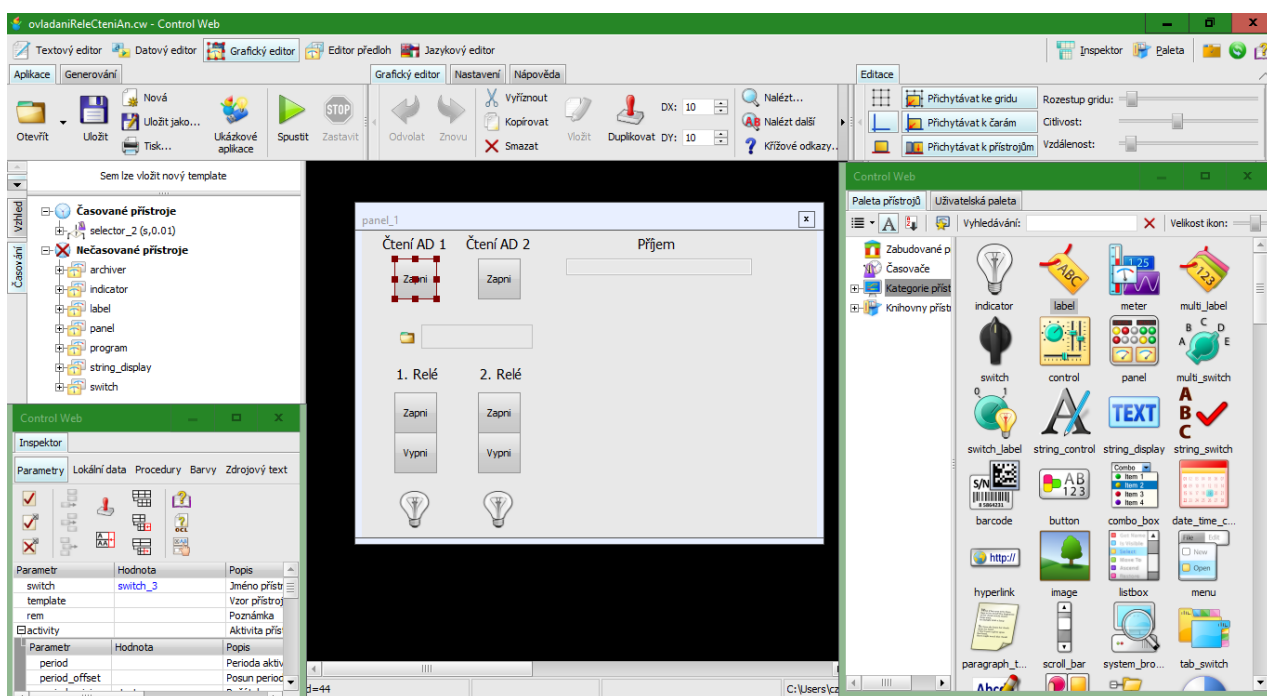 ovladaniReleCteniAn.cw - Control Web
Textový editor Datový editor Grafický editor Editor předloh Jazykový editor Inspektor Paleta
Aplikace Generování Grafický editor Nastavení Nápověda Editace
Otevřít Uložit Nová Uložit jako... Tisk... Ukázkové aplikace Spustit STOP Zastavit
Odvolat Znovu Vyříznout Kopírovat Smazat Vložit Duplikovat DX: 10 DY: 10 Nalézt... Nalézt další Křížové odkazy..
Přichytávat ke gridu Rozestup gridu:
Přichytávat k čarám Citlivost:
Přichytávat k přístrojům Vzdálenost:
Sem lze vložit nový template
Vzhled
Časování
Časované přístroje
selector_2 (s,0.01)
Nečasované přístroje
archiver
indicator
label
panel
program
string_display
switch
Control Web
Inspektor
Parametry Lokální data Procedury Barvy Zdrojový text
Parametr Hodnota Popis
switch switch_3 Jméno přístr
template Vzor přístroj
rem Poznámka
activity Aktivita přís
Parametr Hodnota Popis
period Perioda aktiv
period_offset Posun period
panel_1 x
Čtení AD 1 Čtení AD 2 Příjem
Zapni Zapni
1. Relé 2. Relé
Zapni Zapni
Vypni Vypni
d=44 C:\Users\cz
Control Web
Paleta přístrojů Uživatelská paleta
Vyhledávání: Velikost ikon:
Zabudované p
Časovače
Kategorie příst
Knihovny příst
indicator label meter multi_label
switch control panel multi_switch
switch_label string_control string_display string_switch
barcode button combo_box date_time_c...
hyperlink image listbox menu
paragraph_t... scroll_bar system_bro... tab_switch